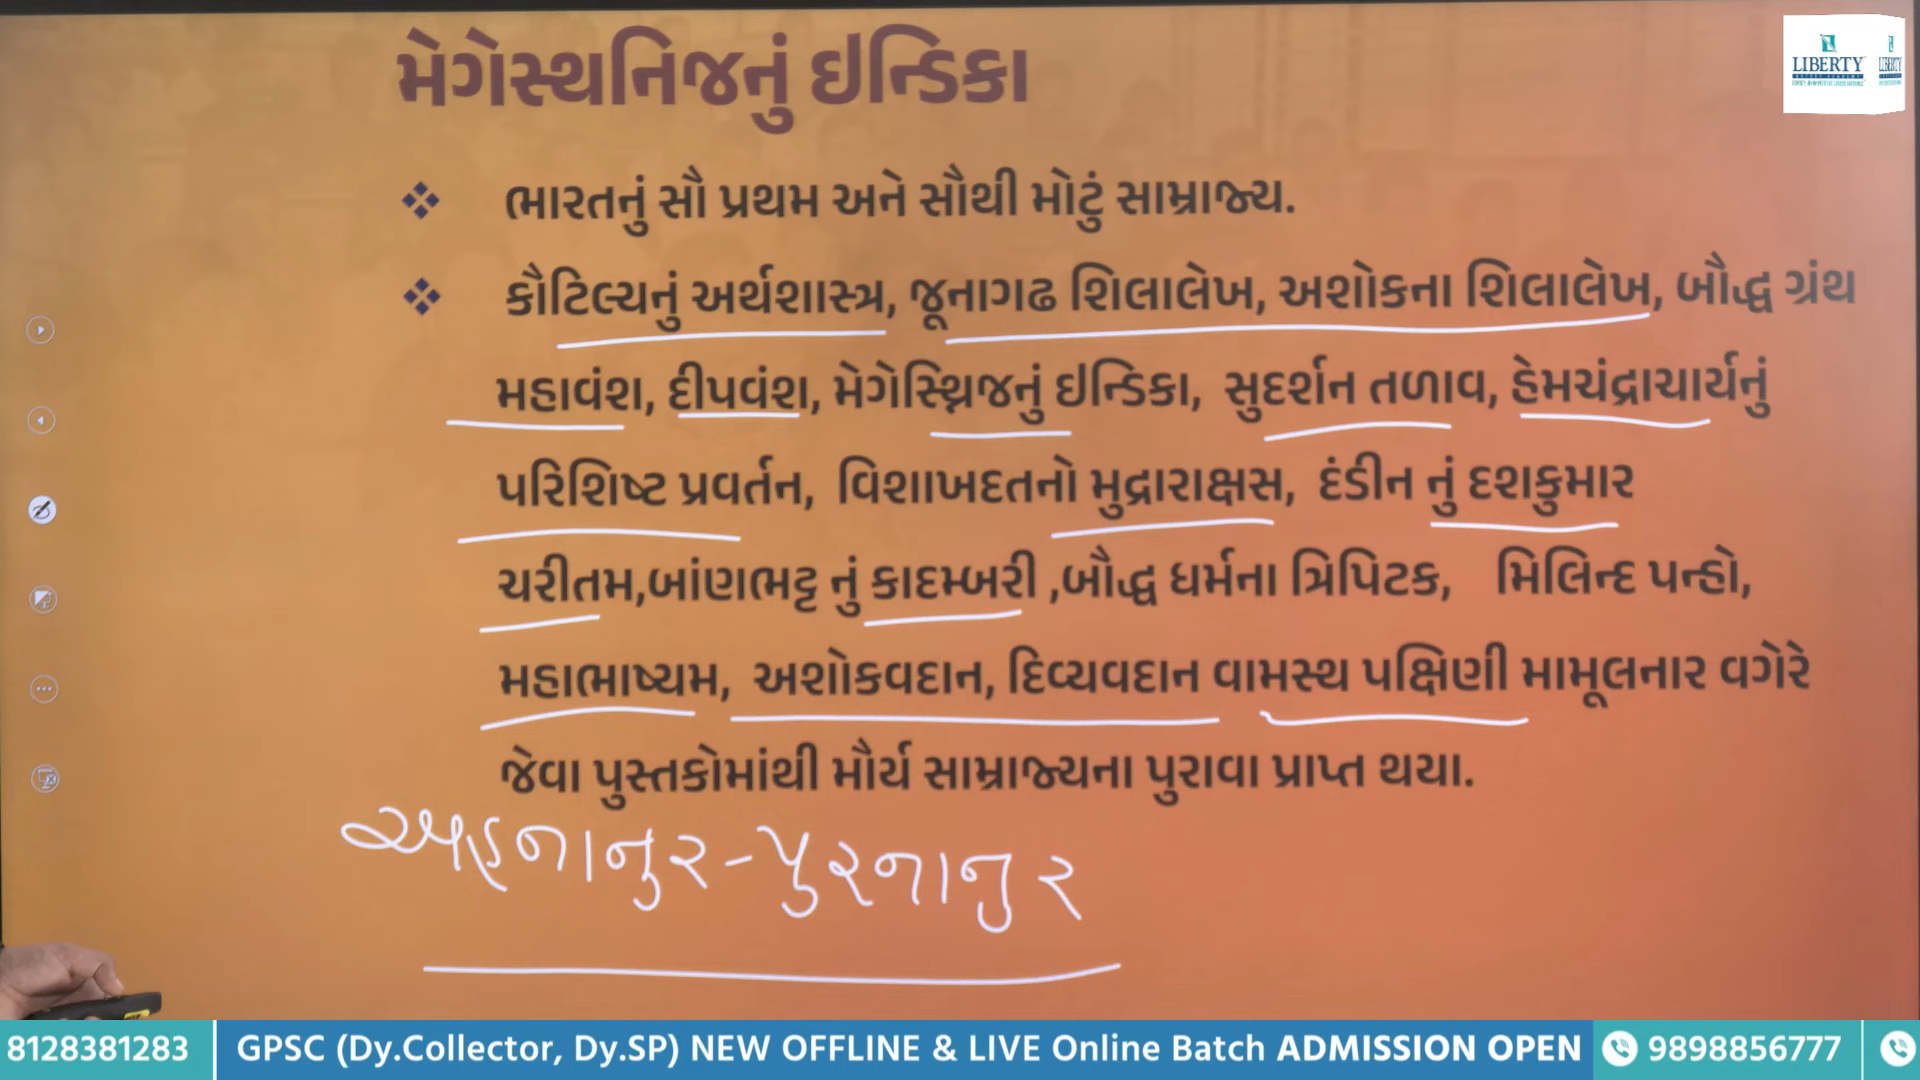 મેગેસ્થનિજનું ઇન્ડિકા
LIBERTY
ભારતનું સૌ પ્રથમ અને સૌથી મોટું સામ્રાજ્ય.
કૌટિલ્યનું અર્થશાસ્ત્ર, જૂનાગઢ શિલાલેખ, અશોકના શિલાલેખ, બૌદ્ધ ગ્રંથ
મહાવંશ, દીપવંશ, મેગેસ્થ્નિજનું ઇન્ડિકા, સુદર્શન તળાવ, હેમચંદ્રાચાર્યનું
પરિશિષ્ટ પ્રવર્તન, વિશાખદતનો મુદ્રારાક્ષસ, દંડીન નું દશકુમાર
ચરીતમ,બાંણભટ્ટ નું કાદમ્બરી ,બૌદ્ધ ધર્મના ત્રિપિટક, મિલિન્દ પન્હો,
મહાભાષ્યમ, અશોકવદાન, દિવ્યવદાન વામસ્થ પક્ષિણી મામૂલનાર વગેરે
જેવા પુસ્તકોમાંથી મૌર્ય સામ્રાજ્યના પુરાવા પ્રાપ્ત થયા.
અહનાનુર-પુરનાનુર
8128381283 GPSC (Dy.Collector, Dy.SP) NEW OFFLINE & LIVE Online Batch ADMISSION OPEN 9898856777